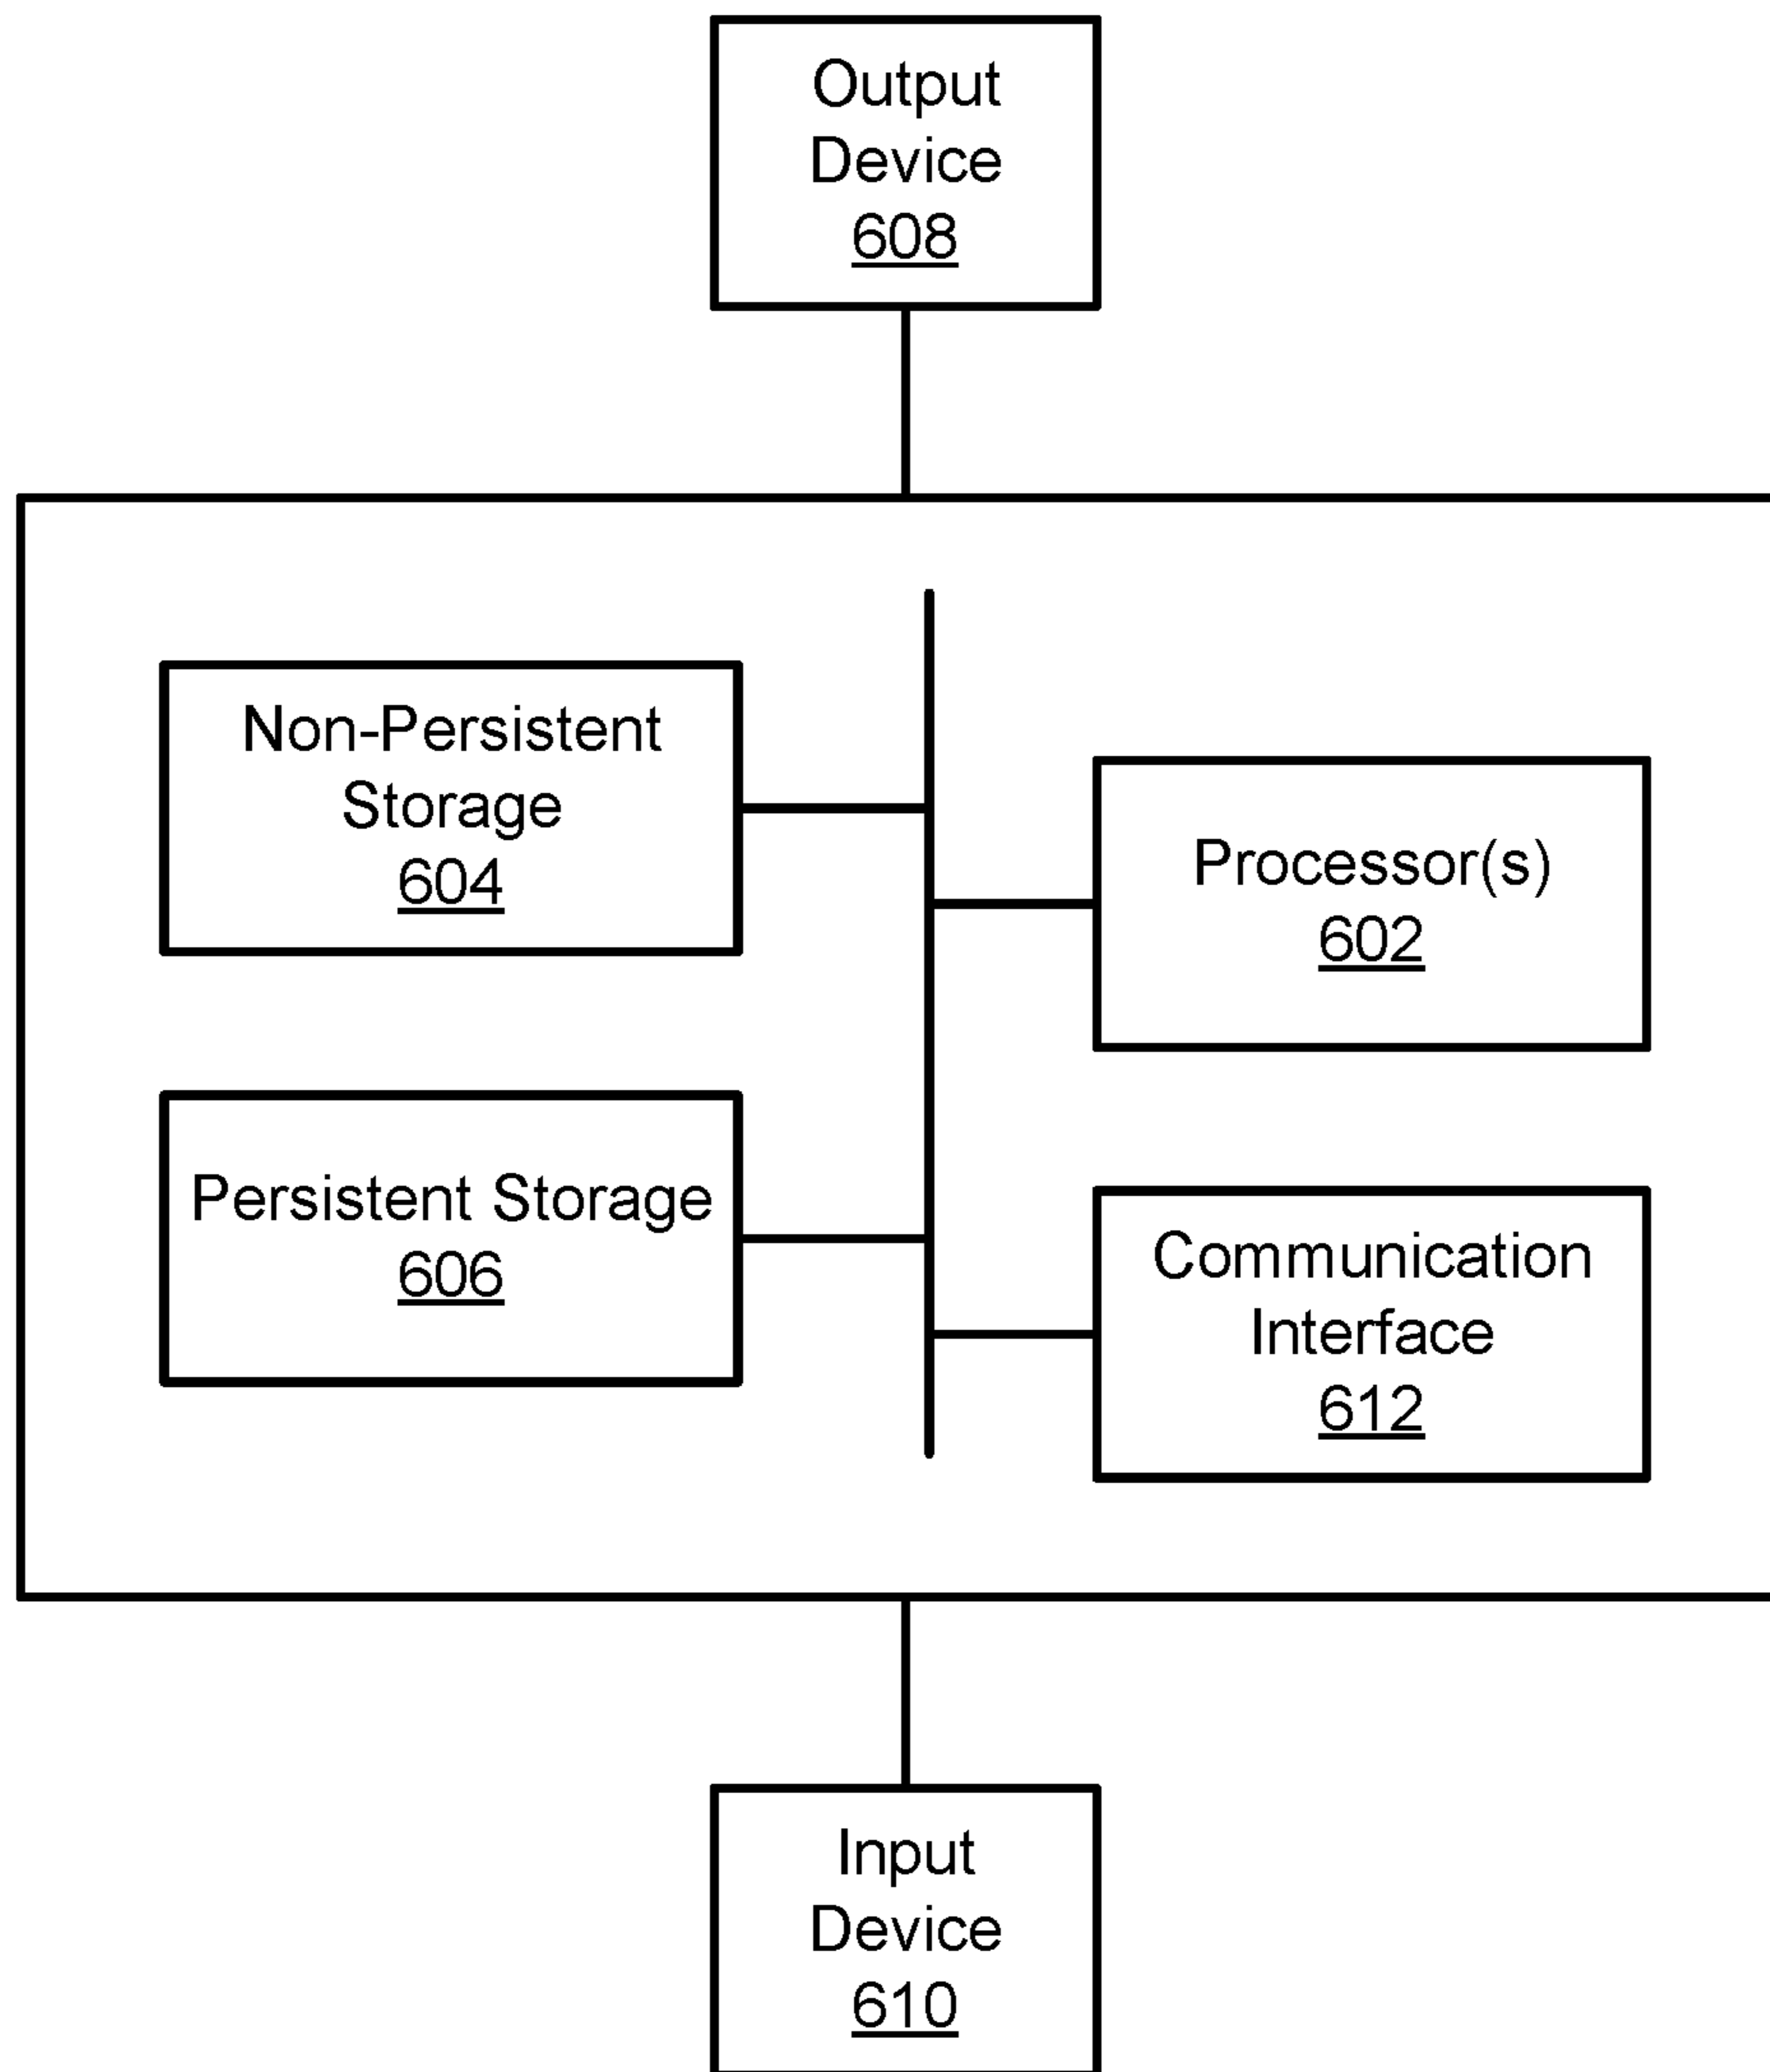 Output
Device
608
Non-Persistent
Storage
604
Processor(s)
602
Persistent Storage
606
Communication
Interface
612
Input
Device
610